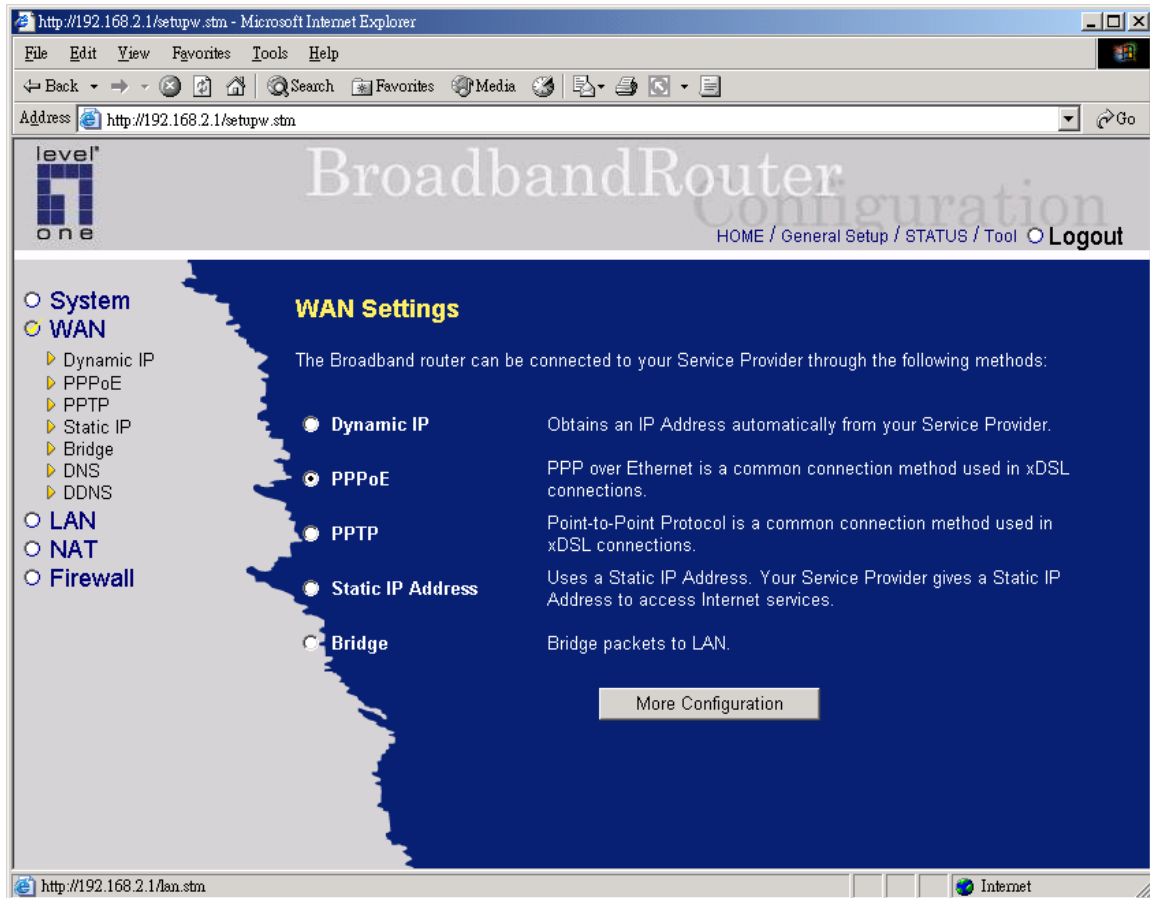 http://192.168.2.1/setupw.stm - Microsoft Internet Explorer
File Edit View Favorites Tools Help
Back Search Favorites Media
Address http://192.168.2.1/setupw.stm Go
level
one
BroadbandRouter
Configuration
HOME / General Setup / STATUS / Tool Logout
System
WAN
Dynamic IP
PPPoE
PPTP
Static IP
Bridge
DNS
DDNS
LAN
NAT
Firewall
WAN Settings
The Broadband router can be connected to your Service Provider through the following methods:
Dynamic IP Obtains an IP Address automatically from your Service Provider.
PPPoE PPP over Ethernet is a common connection method used in xDSL
connections.
PPTP Point-to-Point Protocol is a common connection method used in
xDSL connections.
Static IP Address Uses a Static IP Address. Your Service Provider gives a Static IP
Address to access Internet services.
Bridge Bridge packets to LAN.
More Configuration
http://192.168.2.1/lan.stm Internet